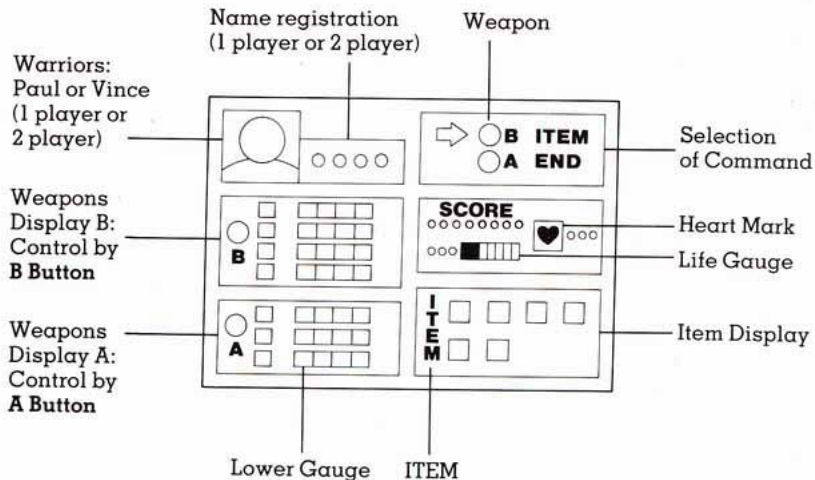 Name registration
(1 player or 2 player)
Weapon
Warriors:
Paul or Vince
(1 player or
2 player)
B ITEM
A END
Selection
of Command
Weapons
Display B:
Control by
B Button
B
SCORE
Heart Mark
Life Gauge
Weapons
Display A:
Control by
A Button
A
ITEM
Item Display
Lower Gauge
ITEM